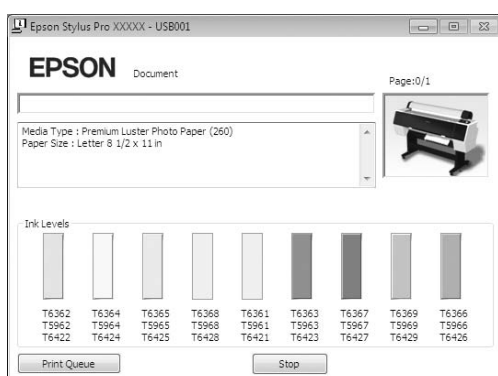 Epson Stylus Pro XXXXX - USB001
EPSON Document
Page:0/1
Media Type : Premium Luster Photo Paper (260)
Paper Size : Letter 8 1/2 x 11 in
Ink Levels
T6362 T6364 T6365 T6368 T6361 T6363 T6367 T6369 T6366
T5962 T5964 T5965 T5968 T5961 T5963 T5967 T5969 T5966
T6422 T6424 T6425 T6428 T6421 T6423 T6427 T6429 T6426
Print Queue Stop